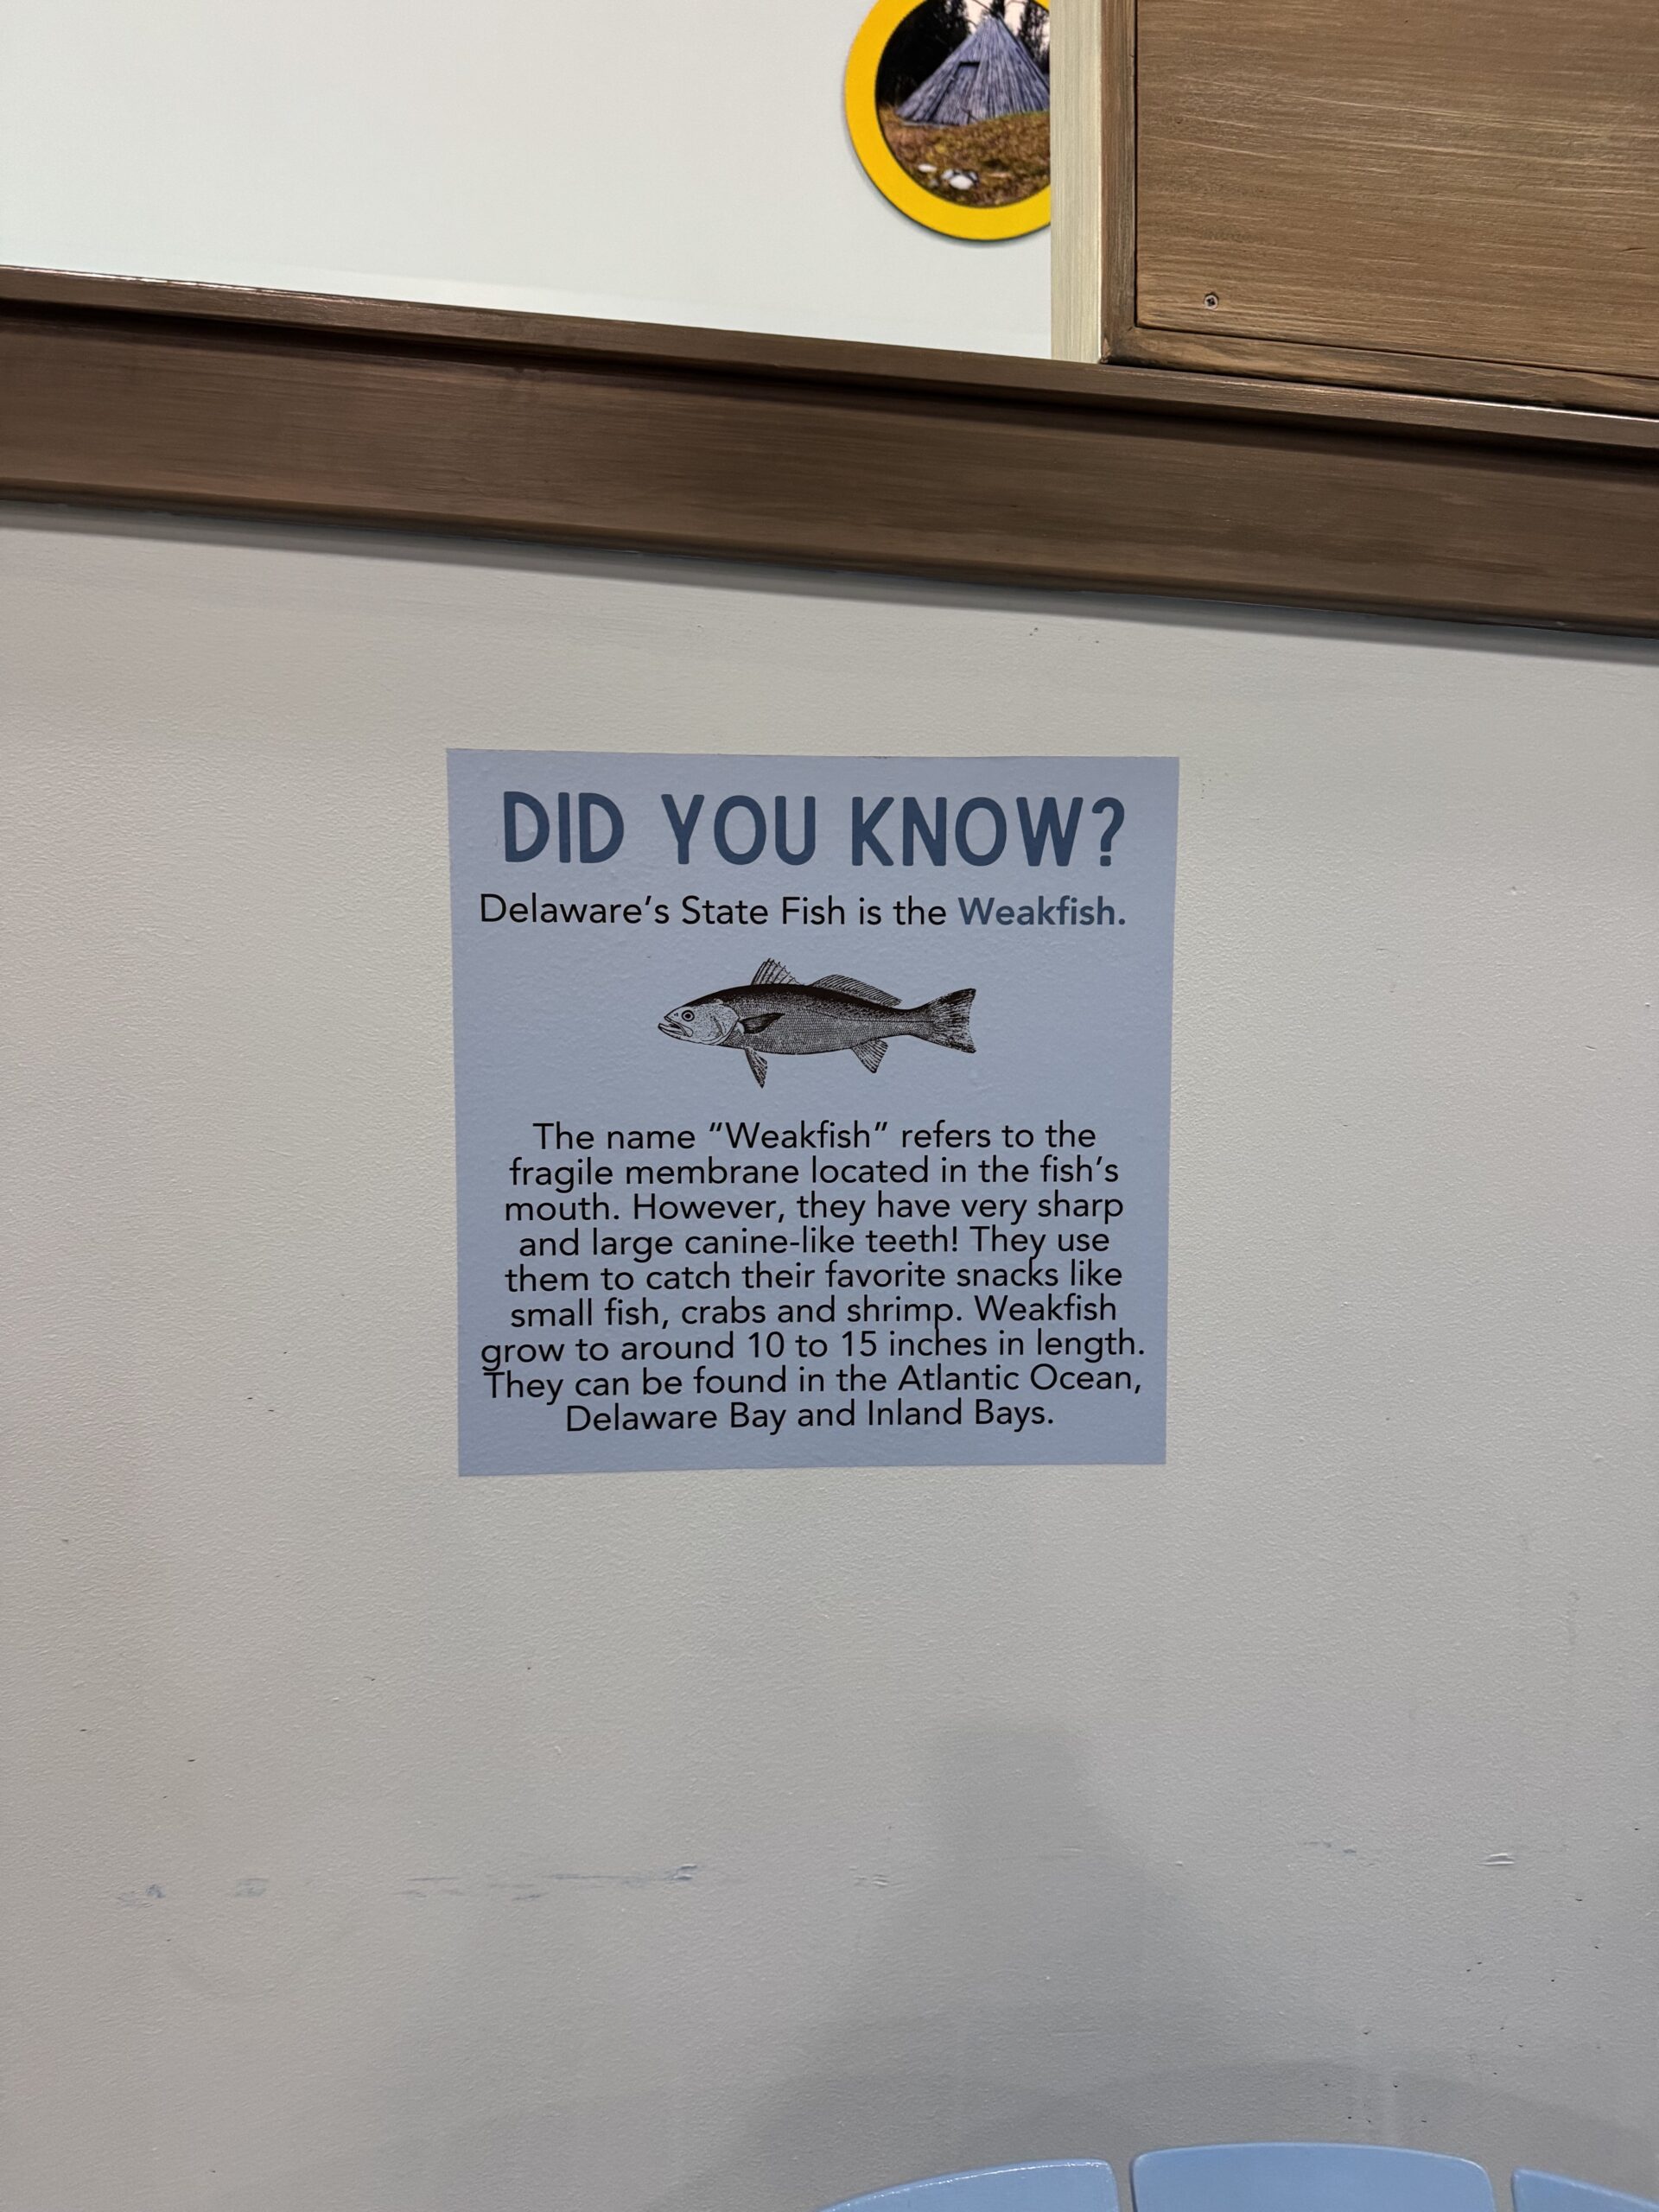 DID YOU KNOW?
Delaware's State Fish is the Weakfish.
The name “Weakfish” refers to the
fragile membrane located in the fish's
mouth. However, they have very sharp
and large canine-like teeth! They use
them to catch their favorite snacks like
small fish, crabs and shrimp. Weakfish
grow to around 10 to 15 inches in length.
They can be found in the Atlantic Ocean,
Delaware Bay and Inland Bays.